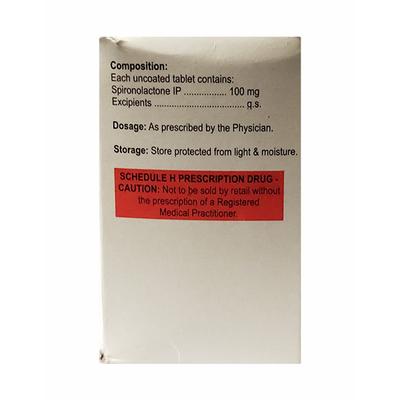 Composition:
Each uncoated tablet contains:
Spironolactone IP ................. 100 mg
Excipients ................................... q.s.
Dosage: As prescribed by the Physician.
Storage: Store protected from light & moisture.
SCHEDULE H PRESCRIPTION DRUG -
CAUTION: Not to be sold by retail without
the prescription of a Registered
Medical Practitioner.